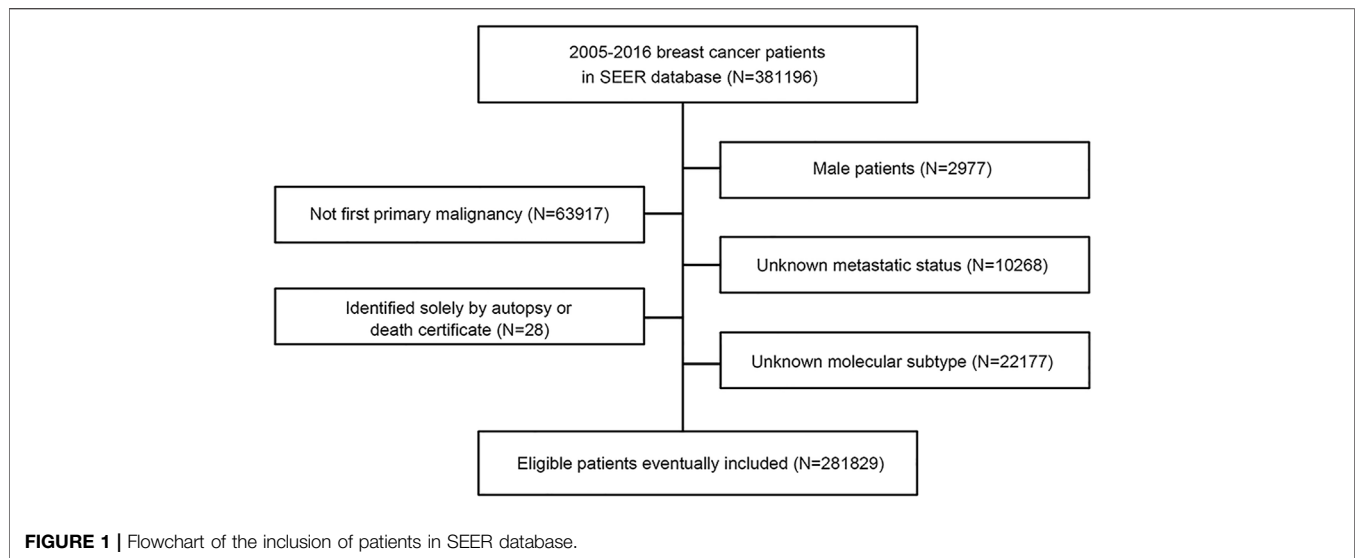 2005-2016 breast cancer patients
in SEER database (N=381196)
Male patients (N=2977)
Not first primary malignancy (N=63917)
Unknown metastatic status (N=10268)
Identified solely by autopsy or
death certificate (N=28)
Unknown molecular subtype (N=22177)
Eligible patients eventually included (N=281829)
FIGURE 1 | Flowchart of the inclusion of patients in SEER database.